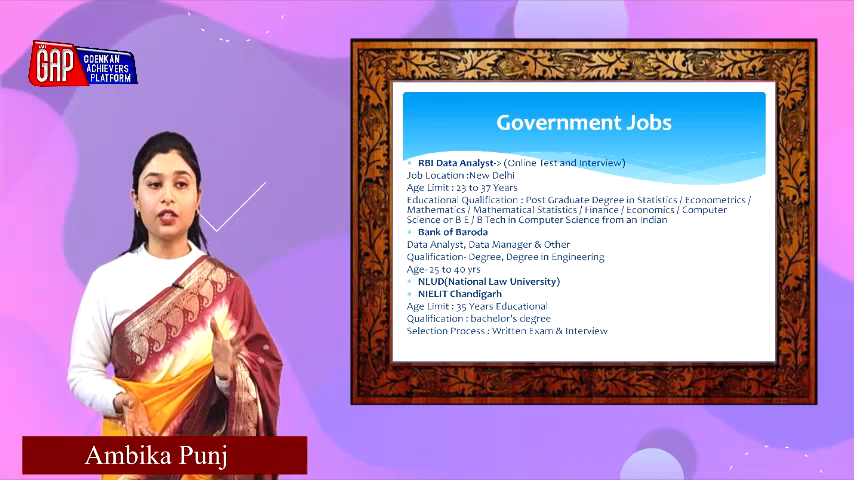 THE
GAP
GOENKAN
ACHIEVERS
PLATFORM
Government Jobs
RBI Data Analyst-> (Online Test and Interview)
Job Location :New Delhi
Age Limit : 23 to 37 Years
Educational Qualification : Post Graduate Degree in Statistics / Econometrics /
Mathematics / Mathematical Statistics / Finance / Economics / Computer
Science or B E / B Tech in Computer Science from an Indian
Bank of Baroda
Data Analyst, Data Manager & Other
Qualification- Degree, Degree in Engineering
Age- 25 to 40 yrs
NLUD(National Law University)
NIELIT Chandigarh
Age Limit : 35 Years Educational
Qualification : bachelor's degree
Selection Process : Written Exam & Interview
Ambika Punj